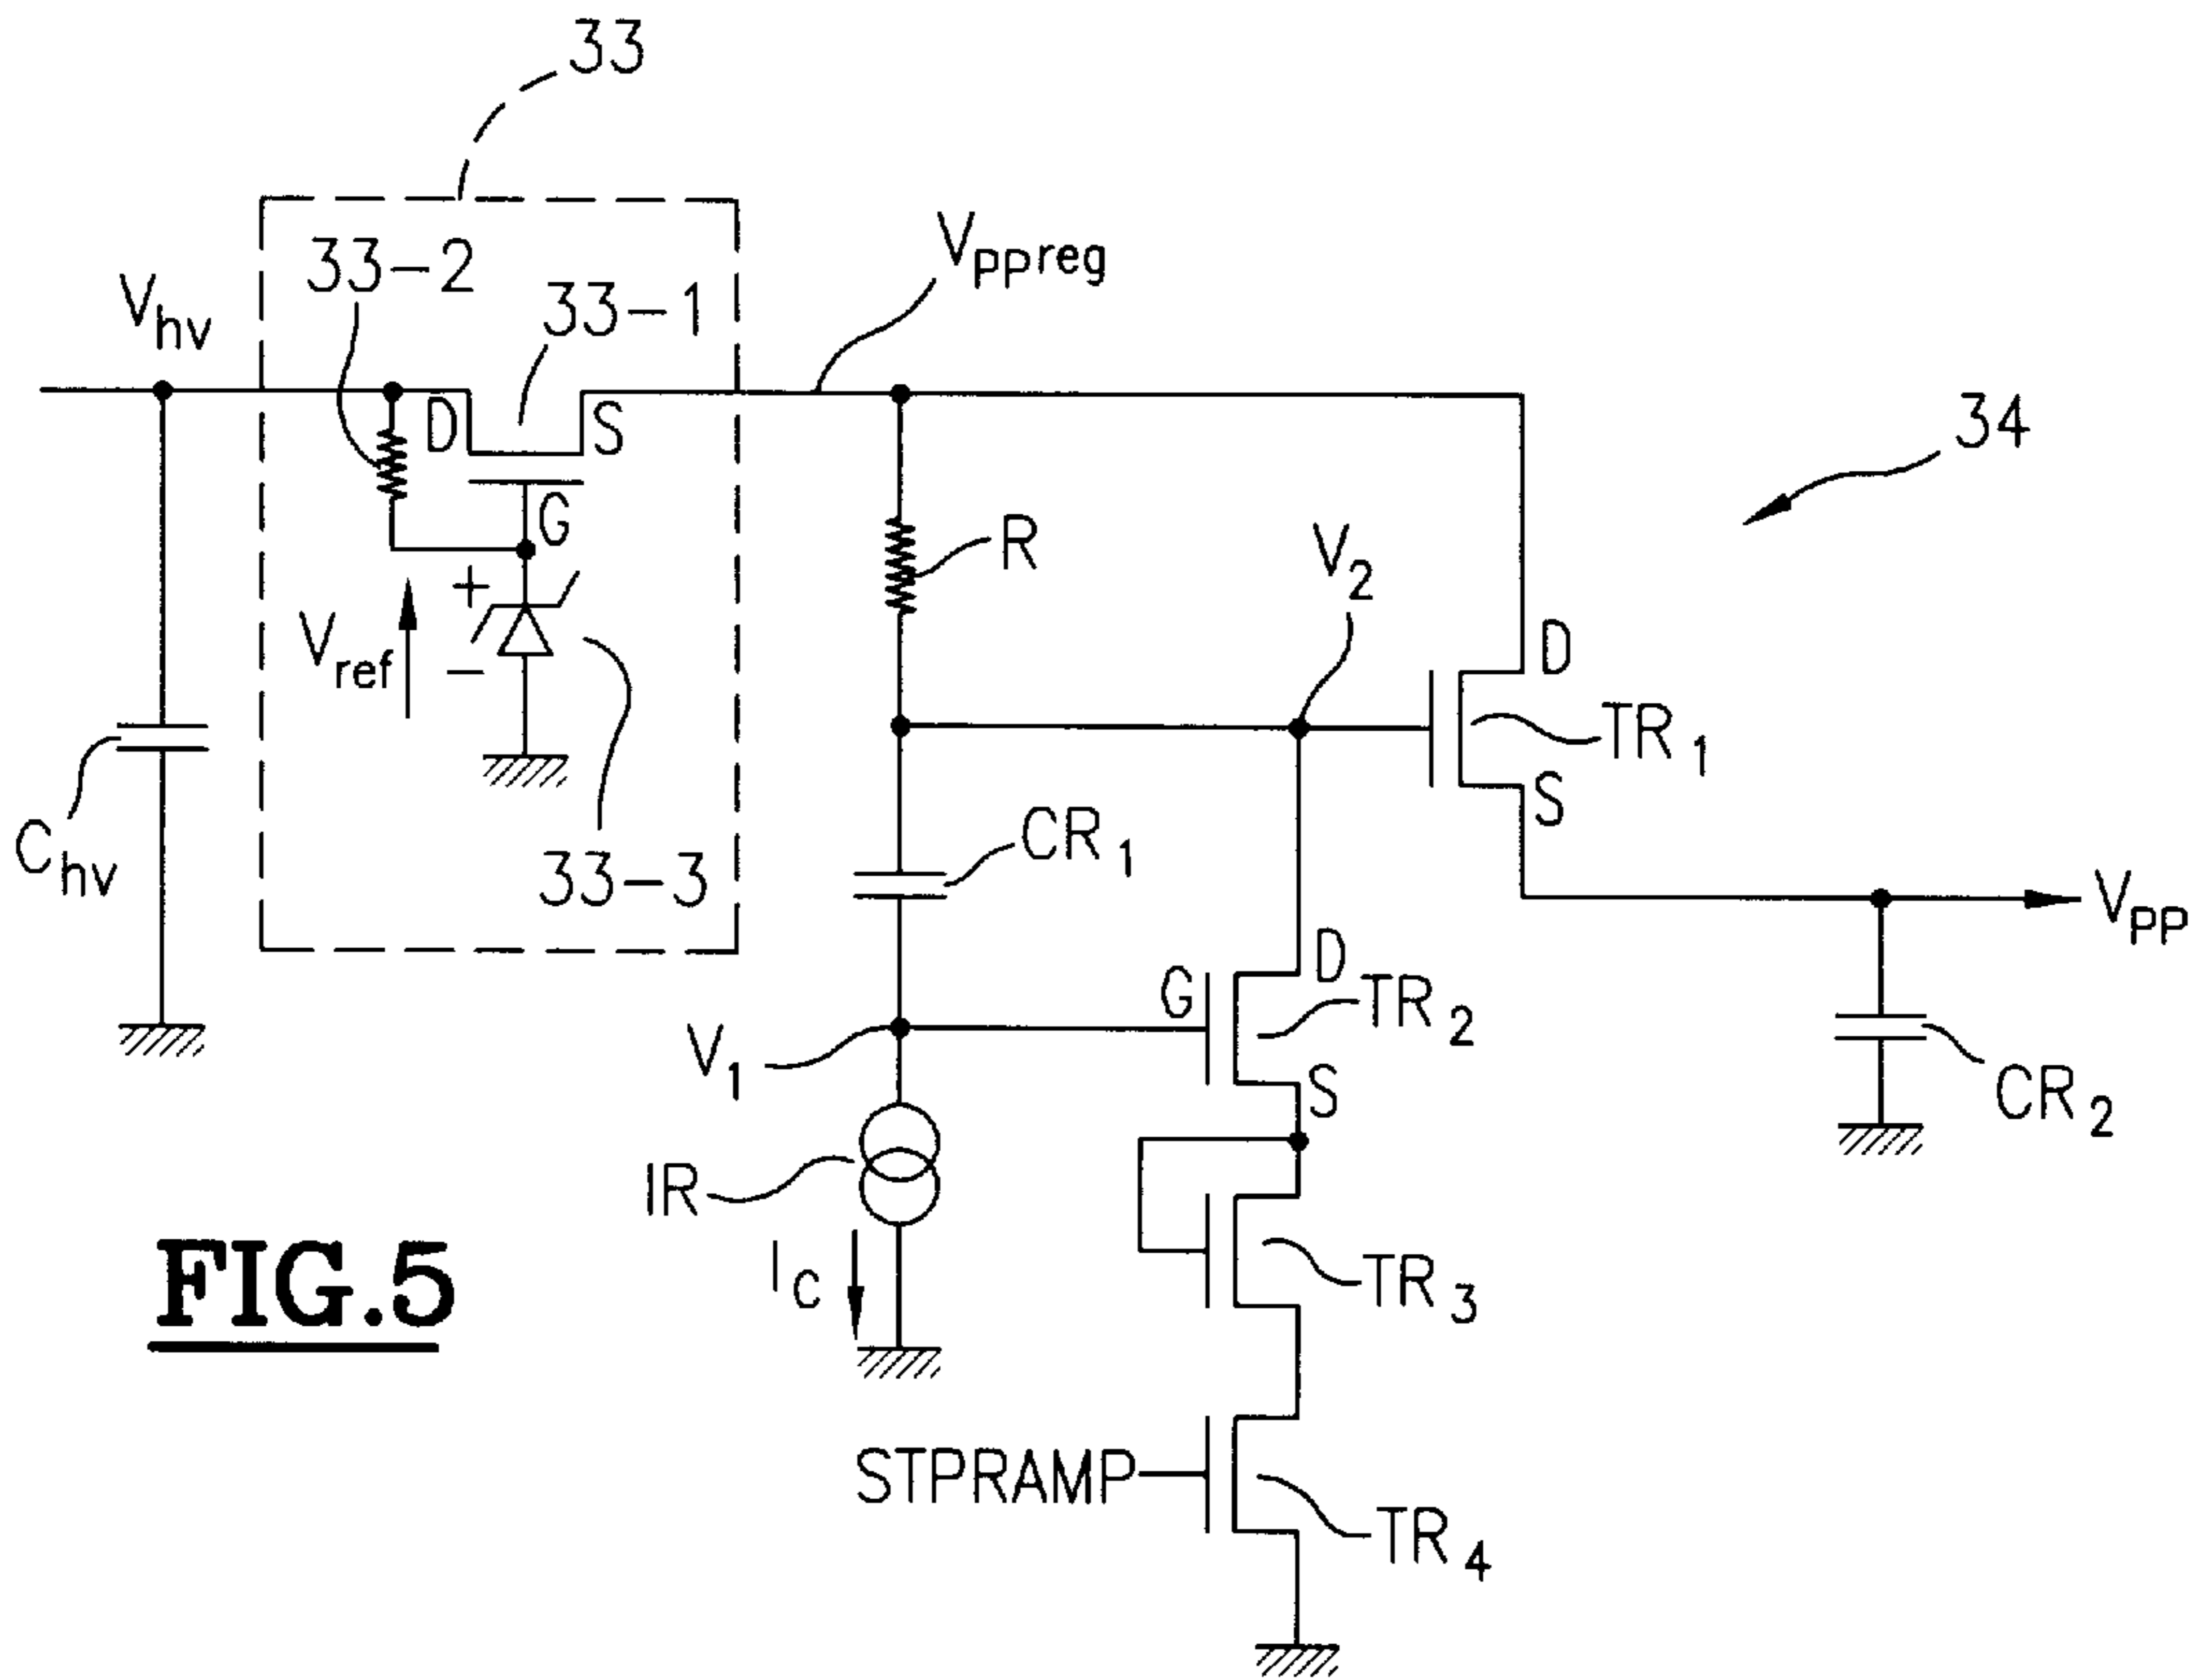 33
33-2
33-1
Vhv
Vppreg
D
S
G
34
R
V2
+
Vref
-
D
TR1
S
Chv
33-3
CR1
Vpp
G
D
TR2
V1
S
CR2
IR
Ic
TR3
FIG.5
STPRAMP
TR4